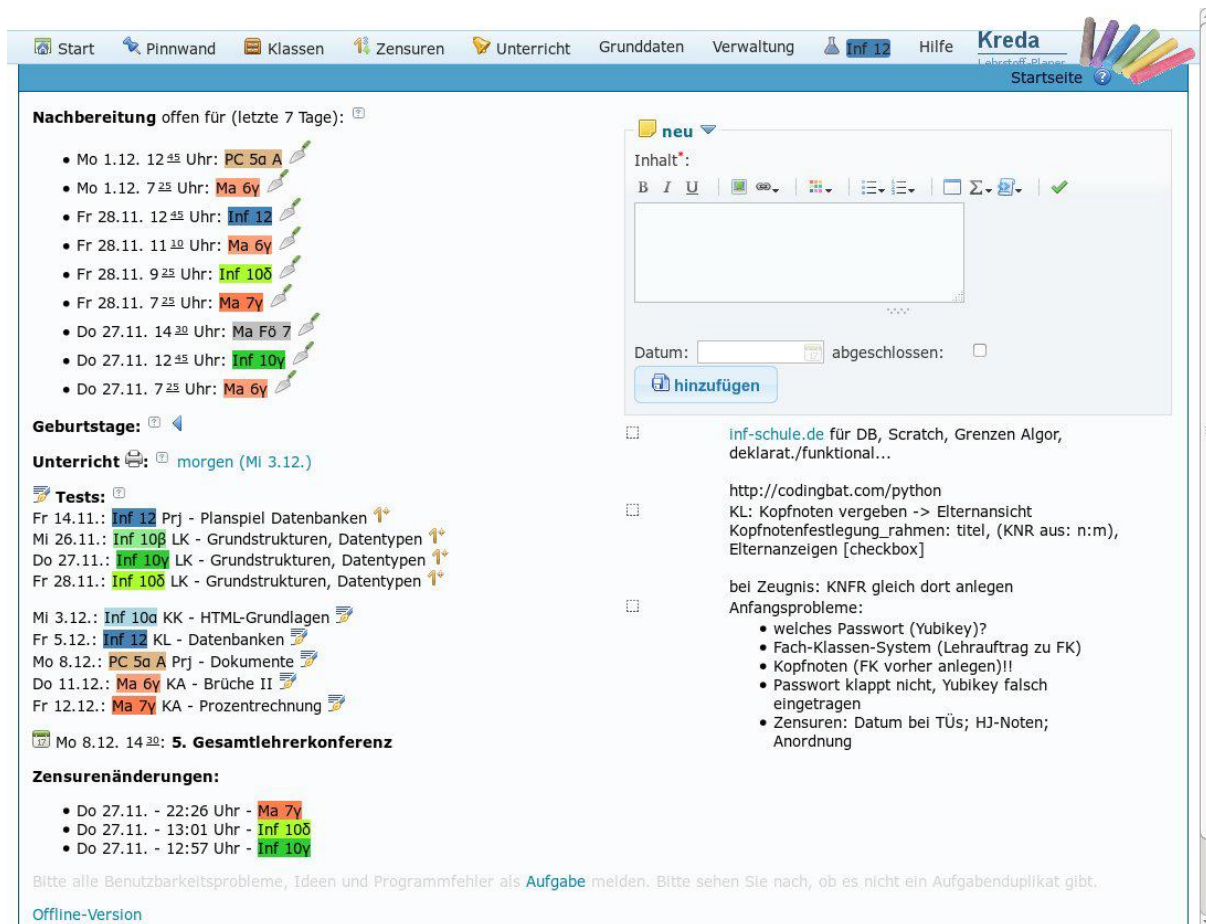 Start Pinnwand Klassen Zensuren Unterricht Grunddaten Verwaltung Inf 12 Hilfe Kreda
Lehrstoff-Planer
Startseite ?
Nachbereitung offen für (letzte 7 Tage): ?
• Mo 1.12. 12 45 Uhr: PC 5α A
• Mo 1.12. 7 25 Uhr: Ma 6γ
• Fr 28.11. 12 45 Uhr: Inf 12
• Fr 28.11. 11 10 Uhr: Ma 6γ
• Fr 28.11. 9 25 Uhr: Inf 10δ
• Fr 28.11. 7 25 Uhr: Ma 7γ
• Do 27.11. 14 30 Uhr: Ma Fö 7
• Do 27.11. 12 45 Uhr: Inf 10γ
• Do 27.11. 7 25 Uhr: Ma 6γ
Geburtstage: ?
Unterricht : ? morgen (Mi 3.12.)
Tests: ?
Fr 14.11.: Inf 12 Prj - Planspiel Datenbanken
Mi 26.11.: Inf 10β LK - Grundstrukturen, Datentypen
Do 27.11.: Inf 10γ LK - Grundstrukturen, Datentypen
Fr 28.11.: Inf 10δ LK - Grundstrukturen, Datentypen
Mi 3.12.: Inf 10α KK - HTML-Grundlagen
Fr 5.12.: Inf 12 KL - Datenbanken
Mo 8.12.: PC 5α A Prj - Dokumente
Do 11.12.: Ma 6γ KA - Brüche II
Fr 12.12.: Ma 7γ KA - Prozentrechnung
Mo 8.12. 14 30: 5. Gesamtlehrerkonferenz
Zensurenänderungen:
• Do 27.11. - 22:26 Uhr - Ma 7γ
• Do 27.11. - 13:01 Uhr - Inf 10δ
• Do 27.11. - 12:57 Uhr - Inf 10γ
neu
Inhalt*:
B I U Σ
Datum: abgeschlossen:
hinzufügen
inf-schule.de für DB, Scratch, Grenzen Algor,
deklarat./funktional...
http://codingbat.com/python
KL: Kopfnoten vergeben -> Elternansicht
Kopfnotenfestlegung_rahmen: titel, (KNR aus: n:m),
Elternanzeigen [checkbox]
bei Zeugnis: KNFR gleich dort anlegen
Anfangsprobleme:
• welches Passwort (Yubikey)?
• Fach-Klassen-System (Lehrauftrag zu FK)
• Kopfnoten (FK vorher anlegen)!!
• Passwort klappt nicht, Yubikey falsch
eingetragen
• Zensuren: Datum bei TÜs; HJ-Noten;
Anordnung
Bitte alle Benutzbarkeitsprobleme, Ideen und Programmfehler als Aufgabe melden. Bitte sehen Sie nach, ob es nicht ein Aufgabenduplikat gibt.
Offline-Version